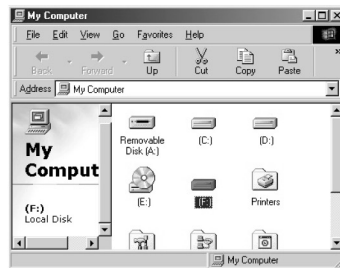 My Computer
File Edit View Go Favorites Help
Back Forward Up Cut Copy Paste »
Address My Computer
Removable Disk (A:) (C:) (D:)
My Comput
(E:) (F:) Printers
(F:)
Local Disk
My Computer